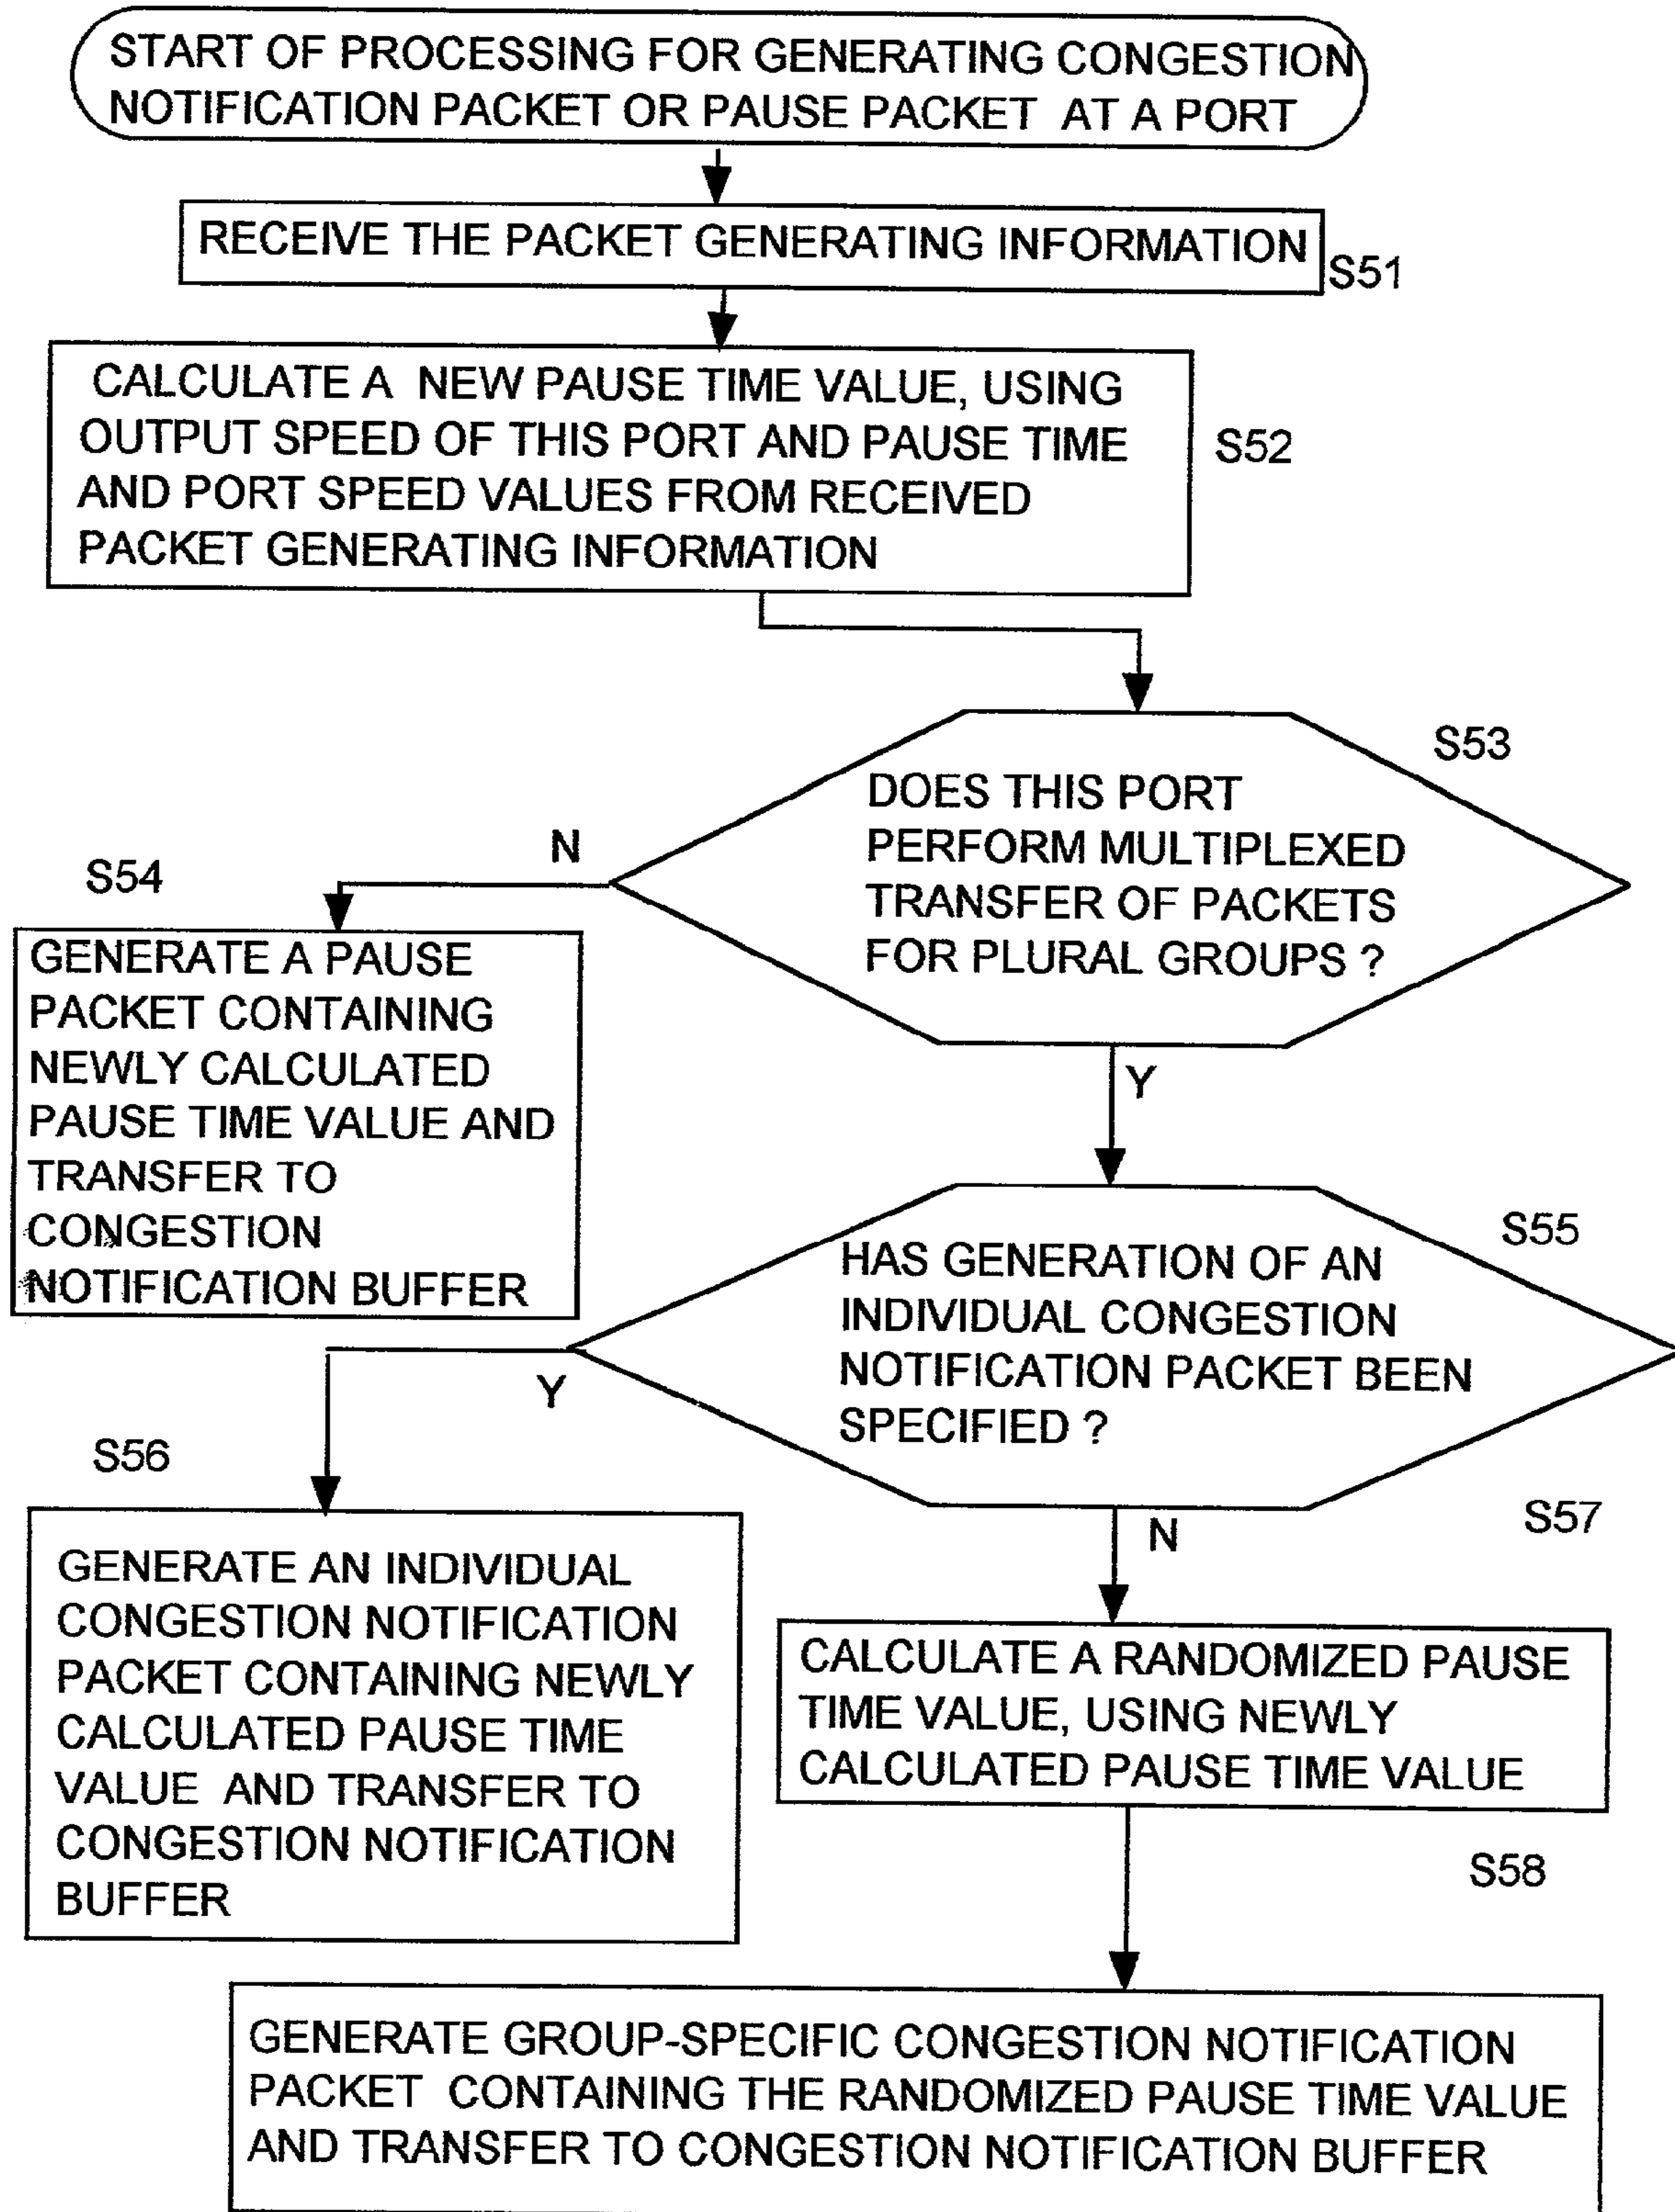 START OF PROCESSING FOR GENERATING CONGESTION
NOTIFICATION PACKET OR PAUSE PACKET AT A PORT
RECEIVE THE PACKET GENERATING INFORMATION
S51
CALCULATE A NEW PAUSE TIME VALUE, USING
OUTPUT SPEED OF THIS PORT AND PAUSE TIME
AND PORT SPEED VALUES FROM RECEIVED
PACKET GENERATING INFORMATION
S52
S53
DOES THIS PORT
PERFORM MULTIPLEXED
TRANSFER OF PACKETS
FOR PLURAL GROUPS ?
N
Y
S54
GENERATE A PAUSE
PACKET CONTAINING
NEWLY CALCULATED
PAUSE TIME VALUE AND
TRANSFER TO
CONGESTION
NOTIFICATION BUFFER
S55
HAS GENERATION OF AN
INDIVIDUAL CONGESTION
NOTIFICATION PACKET BEEN
SPECIFIED ?
Y
N
S56
GENERATE AN INDIVIDUAL
CONGESTION NOTIFICATION
PACKET CONTAINING NEWLY
CALCULATED PAUSE TIME
VALUE AND TRANSFER TO
CONGESTION NOTIFICATION
BUFFER
S57
CALCULATE A RANDOMIZED PAUSE
TIME VALUE, USING NEWLY
CALCULATED PAUSE TIME VALUE
S58
GENERATE GROUP-SPECIFIC CONGESTION NOTIFICATION
PACKET CONTAINING THE RANDOMIZED PAUSE TIME VALUE
AND TRANSFER TO CONGESTION NOTIFICATION BUFFER